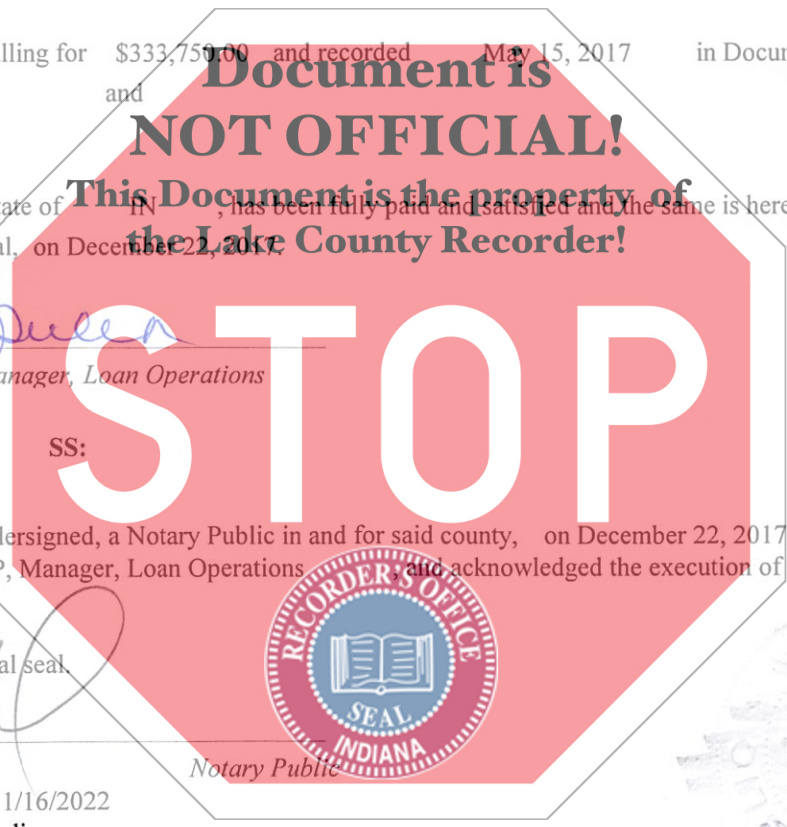 lling for $333,750.00 and recorded May 15, 2017 in Docum
Document is
and
NOT OFFICIAL!
This Document is the property of
ate of IN , has been fully paid and satisfied and the same is here
the Lake County Recorder!
al, on December 22, 2017.
anager, Loan Operations
STOP
SS:
dersigned, a Notary Public in and for said county, on December 22, 2017
P, Manager, Loan Operations , and acknowledged the execution of
RECORDER'S OFFICE
SEAL
INDIANA
al seal.
Notary Public
1/16/2022